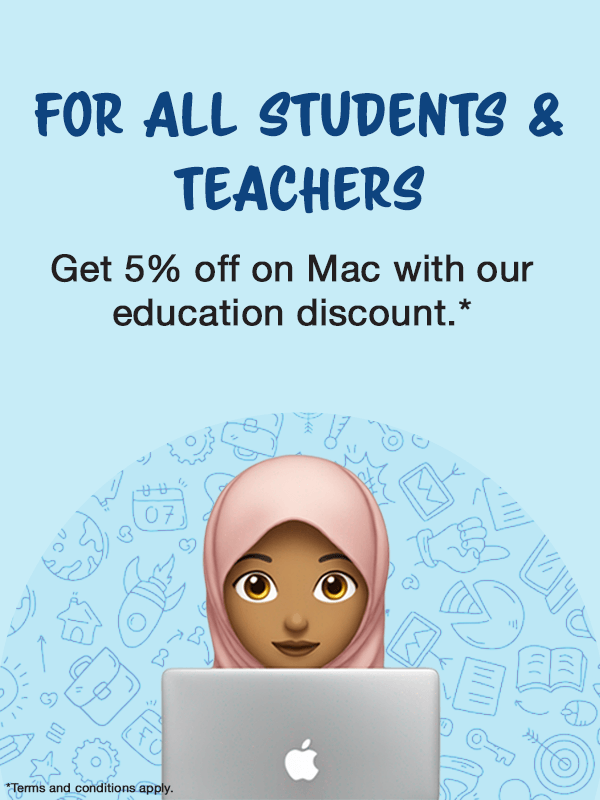 FOR ALL STUDENTS &
TEACHERS
Get 5% off on Mac with our
education discount.*
07
*Terms and conditions apply.